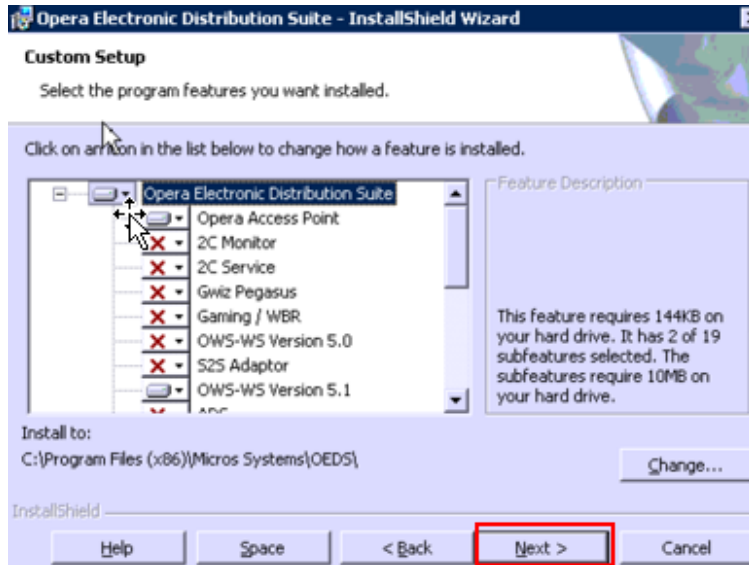 Opera Electronic Distribution Suite - InstallShield Wizard
Custom Setup
Select the program features you want installed.
Click on an icon in the list below to change how a feature is installed.
Opera Electronic Distribution Suite
Opera Access Point
2C Monitor
2C Service
Gwiz Pegasus
Gaming / WBR
OWS-WS Version 5.0
S2S Adaptor
OWS-WS Version 5.1
Feature Description
This feature requires 144KB on
your hard drive. It has 2 of 19
subfeatures selected. The
subfeatures require 10MB on
your hard drive.
Install to:
C:\Program Files (x86)\Micros Systems\OEDS\
Change...
InstallShield
Help
Space
< Back
Next >
Cancel